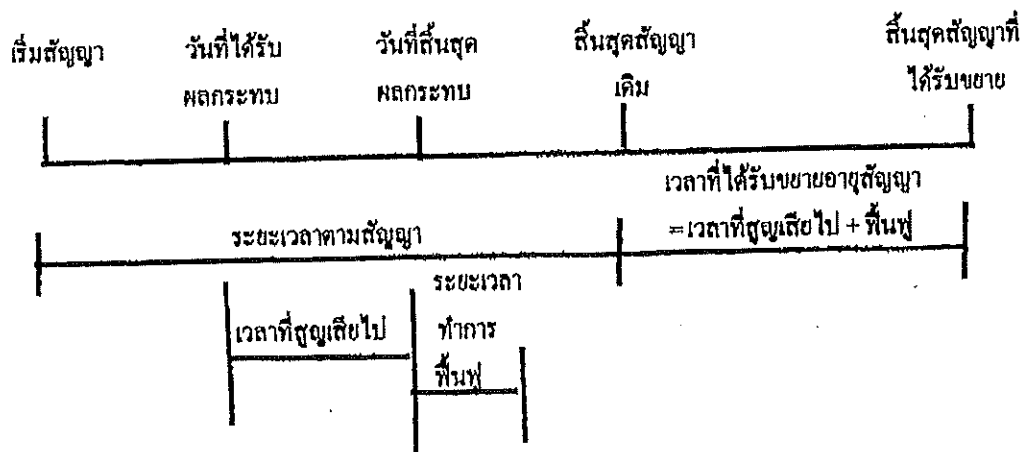 เริ่มสัญญา
วันที่ได้รับ
ผลกระทบ
วันที่สิ้นสุด
ผลกระทบ
สิ้นสุดสัญญา
เดิม
สิ้นสุดสัญญาที่
ได้รับขยาย
เวลาที่ได้รับขยายอายุสัญญา
=เวลาที่สูญเสียไป + ฟื้นฟู
ระยะเวลาตามสัญญา
เวลาที่สูญเสียไป
ระยะเวลา
ทำการ
ฟื้นฟู